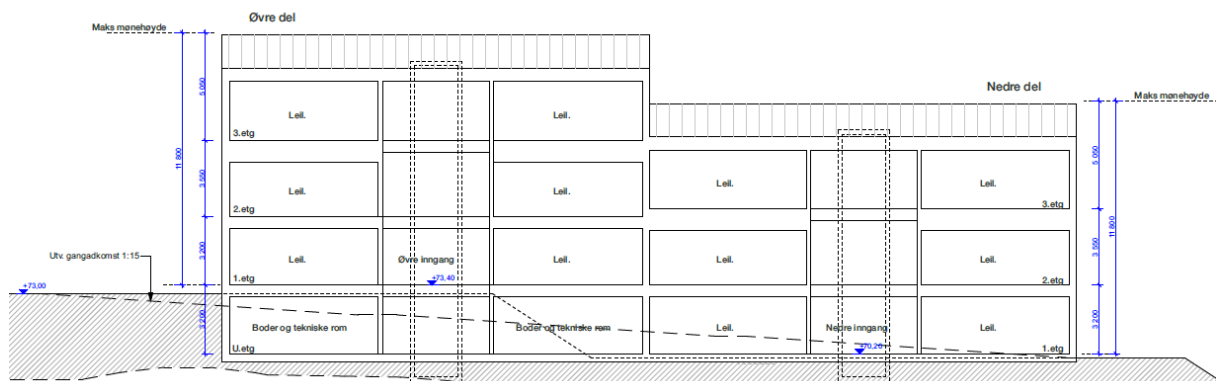 Øvre del
Maks mønehøyde
Nedre del
Maks mønehøyde
5 050
11 800
3 550
3 200
3 200
Leil.
Leil.
3.etg
Leil.
Leil.
2.etg
Leil.
Øvre inngang
Leil.
1.etg
+73,40
Utv. gangadkomst 1:15
+73,00
Boder og tekniske rom
Boder og tekniske rom
U.etg
Leil.
Leil.
3.etg
Leil.
Leil.
2.etg
Leil.
Nedre inngang
Leil.
1.etg
+70,20
5 050
3 550
11 800
3 200